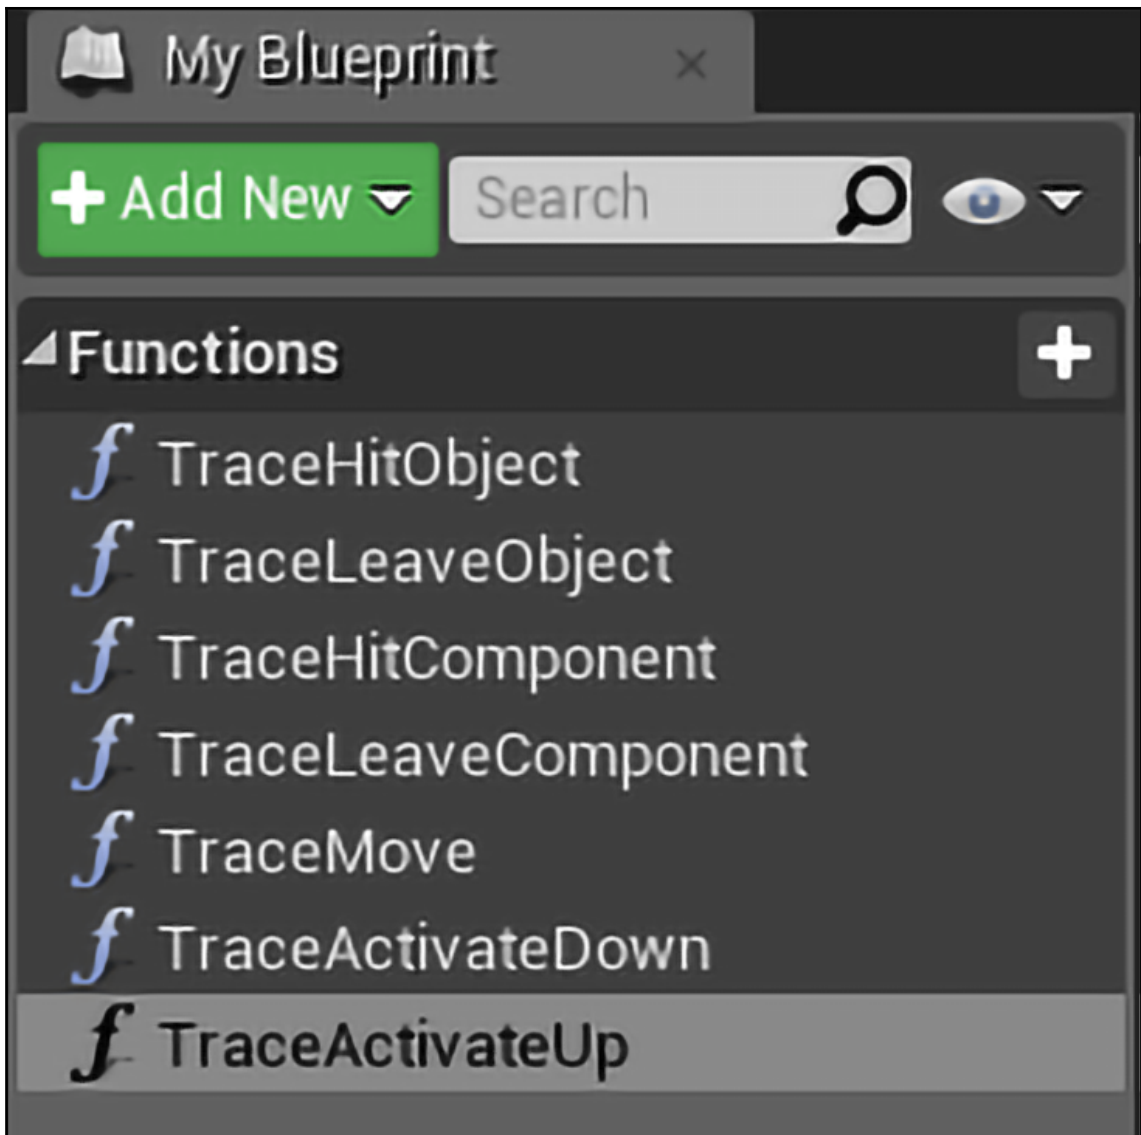 My Blueprint
Add New Search
Functions
TraceHitObject
TraceLeaveObject
TraceHitComponent
TraceLeaveComponent
TraceMove
TraceActivateDown
TraceActivateUp